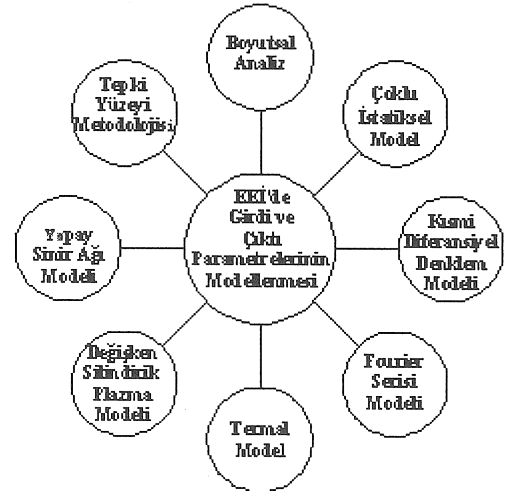 Boyutsal
Analiz
Tepki
Yüzeyi
Metodolojisi
Çoklu
İstatiksel
Model
EEİ'de
Girdi ve
Çıktı
Parametrelerinin
Modellenmesi
Yapay
Sinir Ağı
Modeli
Kısmi
Diferansiyel
Denklem
Modeli
Değişken
Silindirik
Plazma
Modeli
Fourier
Serisi
Modeli
Termal
Model